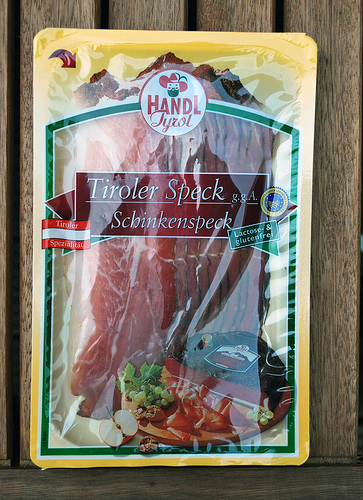 HANDL
Tyrol
Tiroler Speck g.g.A.
Schinkenspeck
Tiroler
Spezialität
Lactose- &
glutenfrei